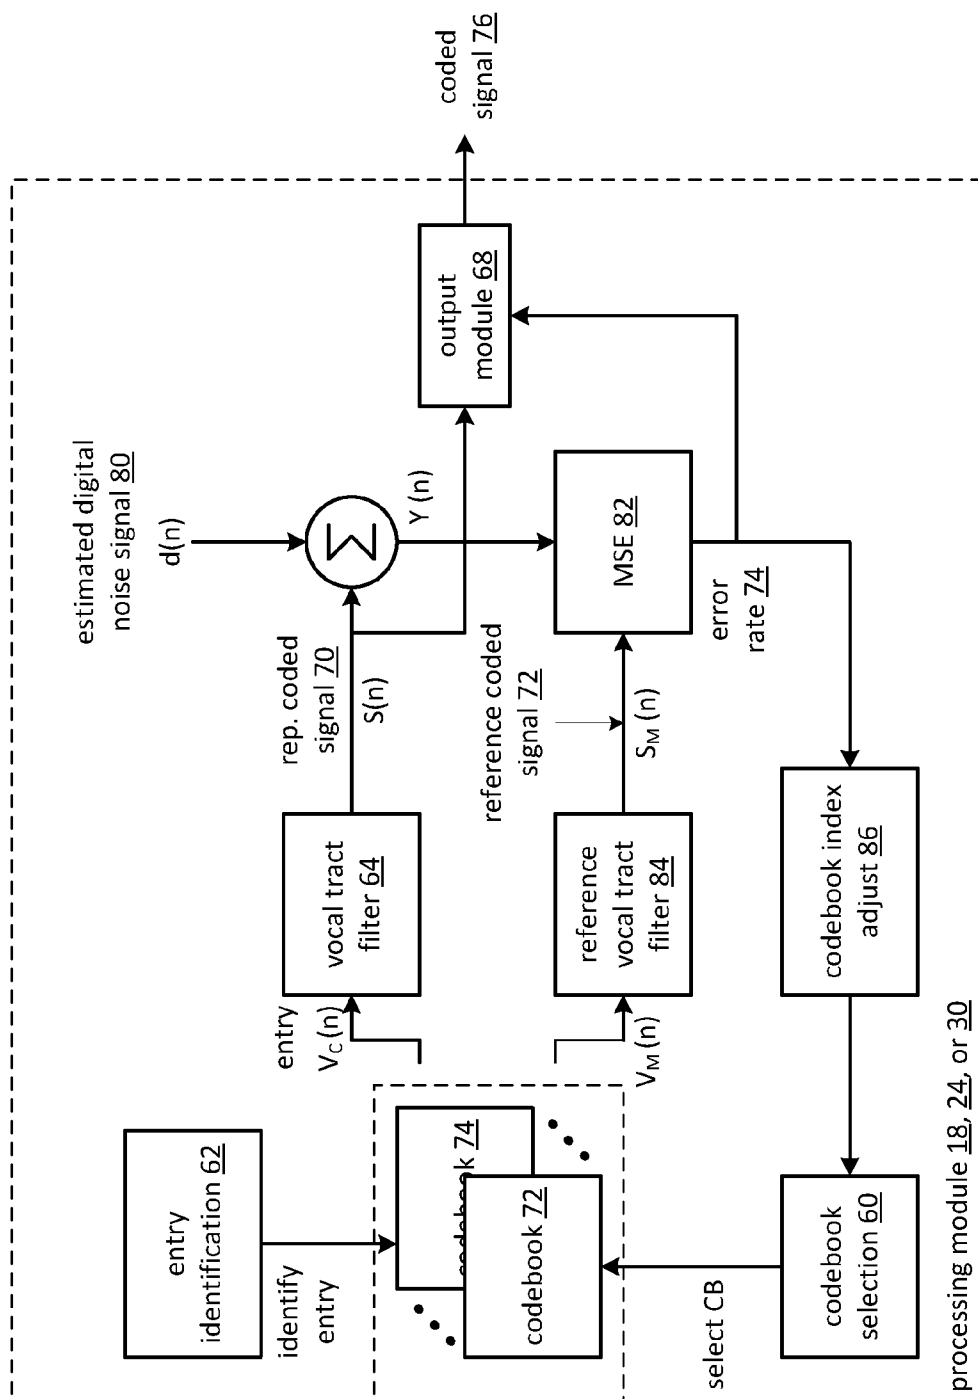 entry
identification 62
identify
entry
codebook 74
codebook 72
select CB
codebook
selection 60
entry
V_C(n)
vocal tract
filter 64
V_M(n)
reference
vocal tract
filter 84
codebook index
adjust 86
rep. coded
signal 70
S(n)
reference coded
signal 72
S_M(n)
estimated digital
noise signal 80
d(n)
Σ
Y(n)
MSE 82
error
rate 74
output
module 68
coded
signal 76
processing module 18, 24, or 30